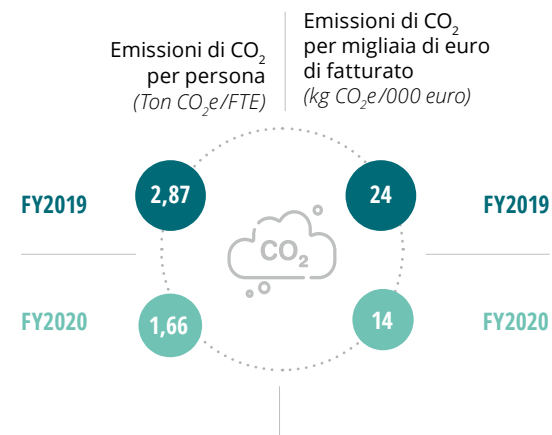 Emissioni di CO₂
per persona
(Ton CO₂e/FTE)
Emissioni di CO₂
per migliaia di euro
di fatturato
(kg CO₂e/000 euro)
FY2019
2,87
24
FY2019
CO₂
FY2020
1,66
14
FY2020